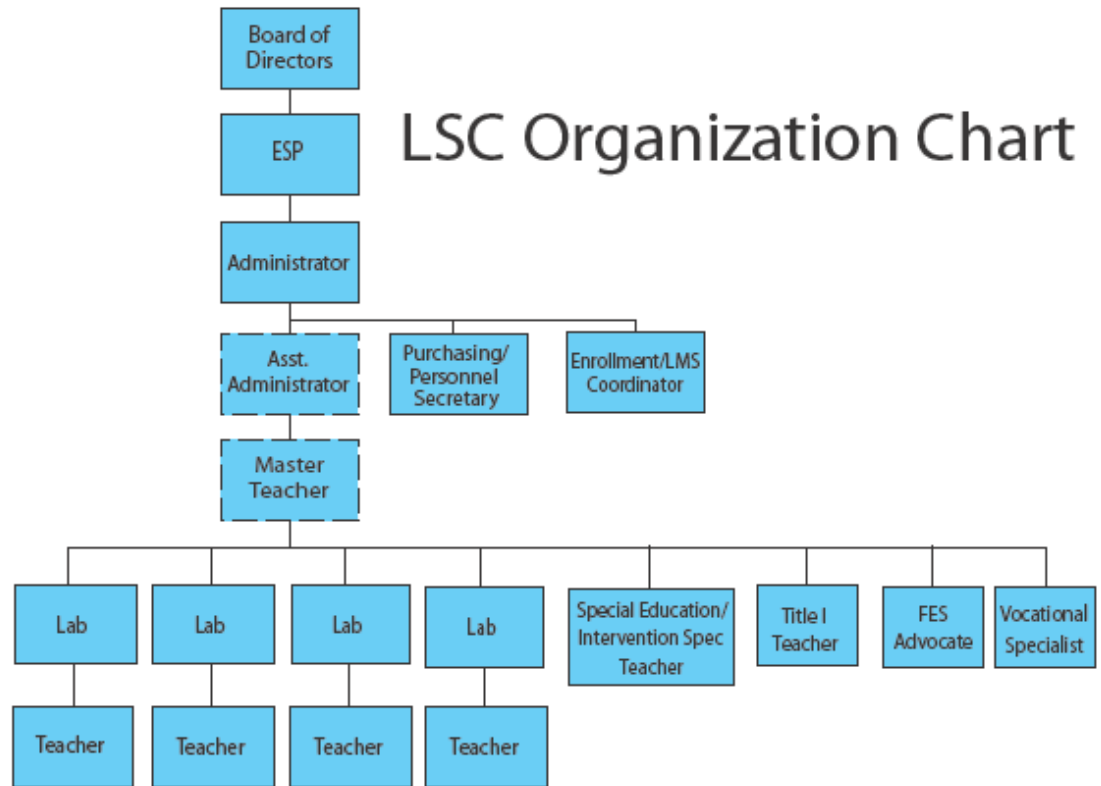 Board of
Directors
LSC Organization Chart
ESP
Administrator
Asst.
Administrator
Purchasing/
Personnel
Secretary
Enrollment/LMS
Coordinator
Master
Teacher
Lab
Lab
Lab
Lab
Special Education/
Intervention Spec
Teacher
Title I
Teacher
FES
Advocate
Vocational
Specialist
Teacher
Teacher
Teacher
Teacher